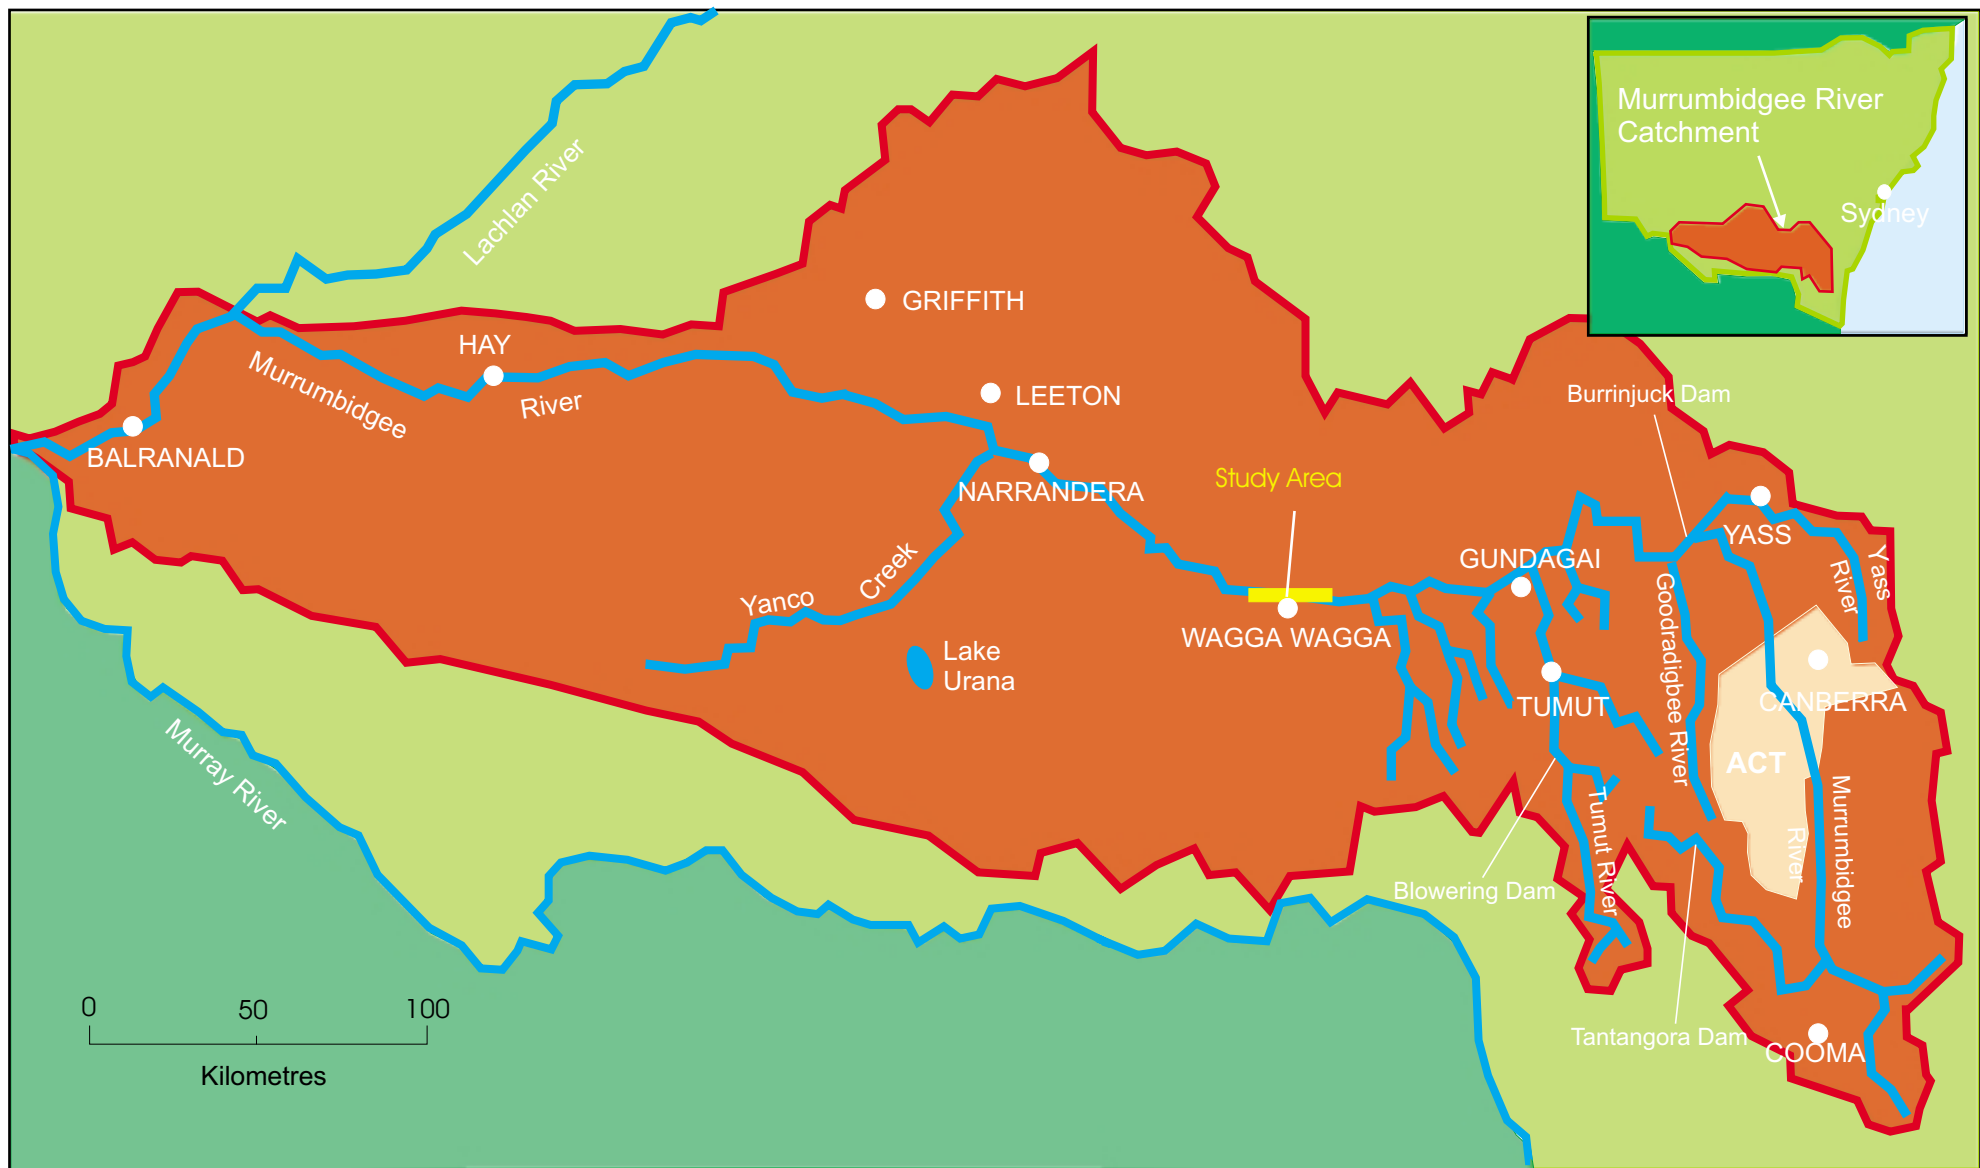 Murrumbidgee River
Catchment
Sydney
Lachlan River
GRIFFITH
HAY
Murrumbidgee
River
LEETON
Burrinjuck Dam
BALRANALD
Study Area
NARRANDERA
YASS
Yass
River
GUNDAGAI
Creek
Yanco
Goodradigbee River
WAGGA WAGGA
Lake
Urana
TUMUT
CANBERRA
ACT
Murray River
Tumut River
River
Murrumbidgee
Blowering Dam
0 50 100
Kilometres
Tantangora Dam
COOMA